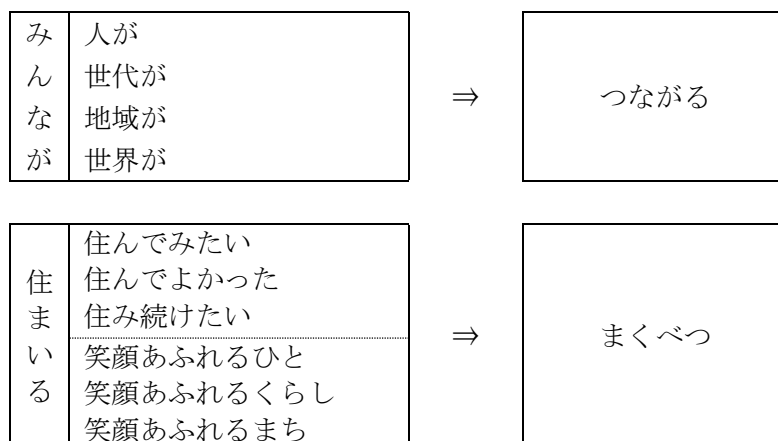 みんなが
人が
世代が
地域が
世界が
⇒
つながる
住まいる
住んでみたい
住んでよかった
住み続けたい
笑顔あふれるひと
笑顔あふれるくらし
笑顔あふれるまち
⇒
まくべつ